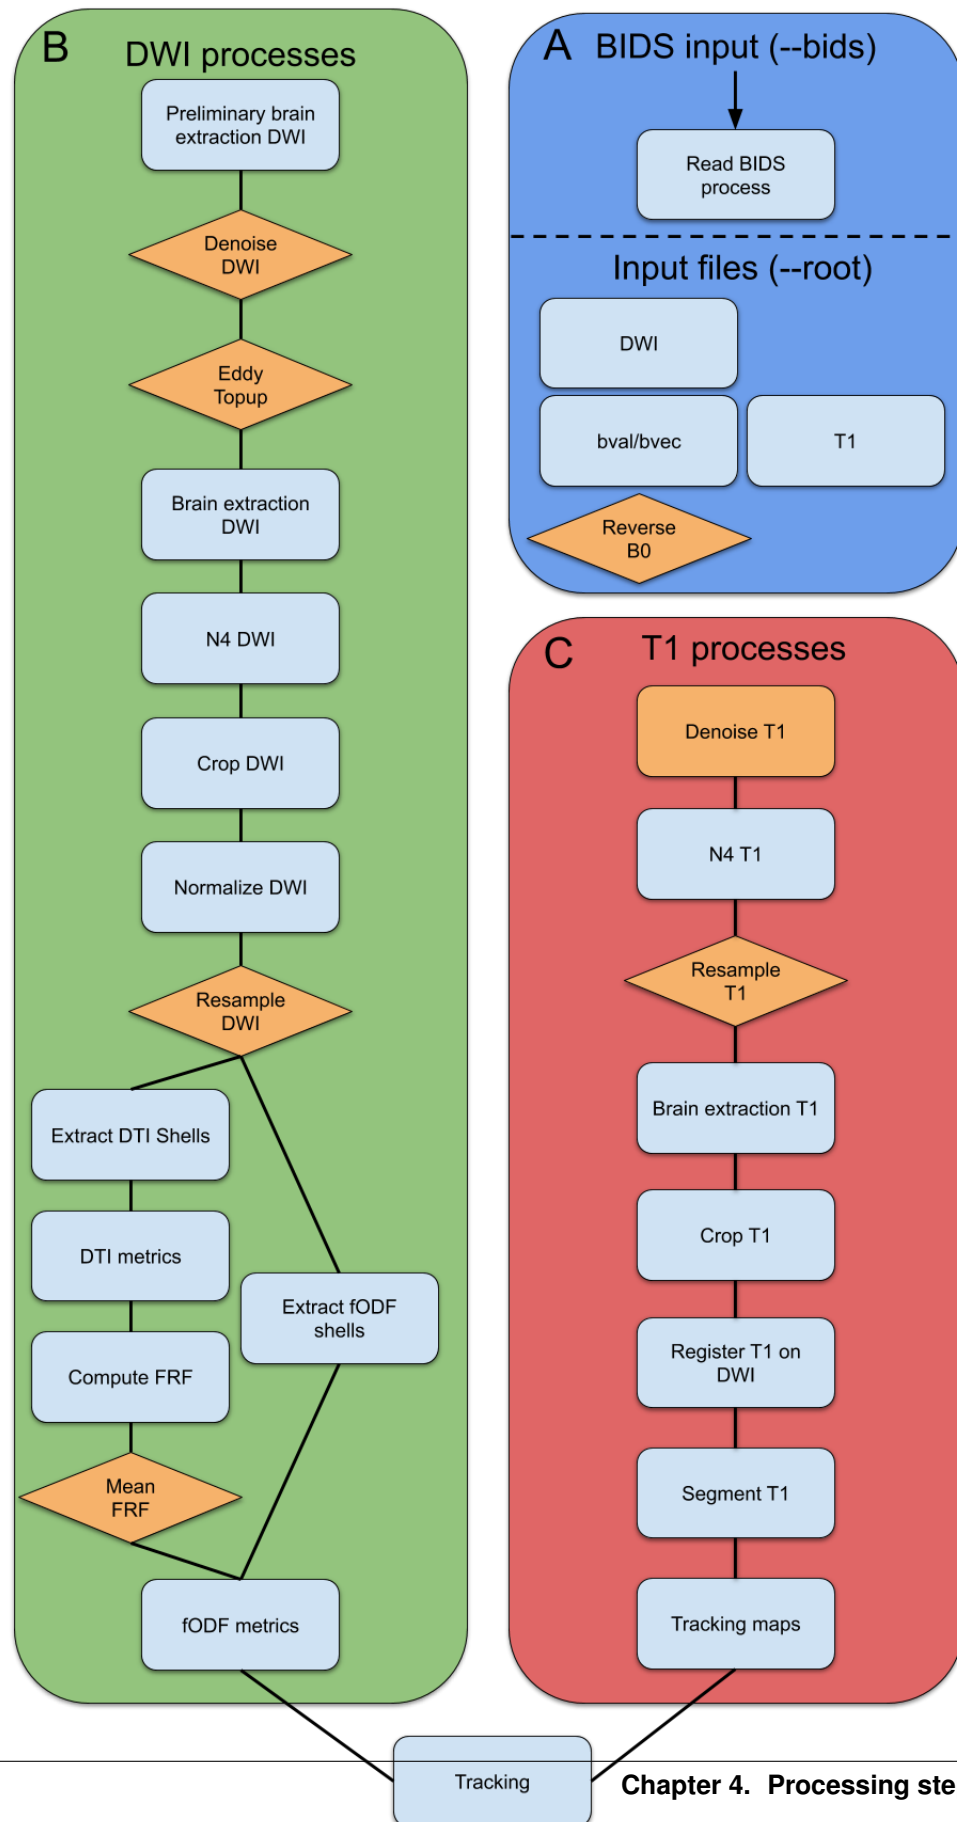 B
DWI processes
Preliminary brain
extraction DWI
Denoise
DWI
Eddy
Topup
Brain extraction
DWI
N4 DWI
Crop DWI
Normalize DWI
Resample
DWI
Extract DTI Shells
DTI metrics
Compute FRF
Mean
FRF
Extract fODF
shells
fODF metrics
A
BIDS input (--bids)
Read BIDS
process
Input files (--root)
DWI
bval/bvec
T1
Reverse
B0
C
T1 processes
Denoise T1
N4 T1
Resample
T1
Brain extraction T1
Crop T1
Register T1 on
DWI
Segment T1
Tracking maps
Tracking
Chapter 4. Processing ste